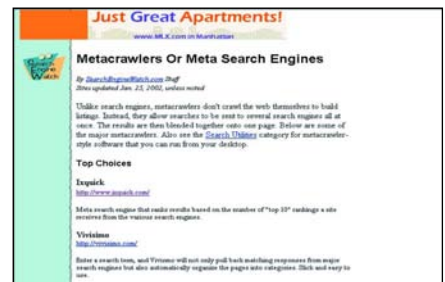 Just Great Apartments!
www.MLX.com in Manhattan
Search
Engine
Watch
Metacrawlers Or Meta Search Engines
By SearchEngineWatch.com Staff
Sites updated Jan. 23, 2002, unless noted
Unlike search engines, metacrawlers don't crawl the web themselves to build
listings. Instead, they allow searches to be sent to several search engines all at
once. The results are then blended together onto one page. Below are some of
the major metacrawlers. Also see the Search Utilities category for metacrawler-
style software that you can run from your desktop.
Top Choices
Ixquick
http://www.ixquick.com/
Meta search engine that ranks results based on the number of "top 10" rankings a site
receives from the various search engines.
Vivisimo
http://vivisimo.com/
Enter a search term, and Vivismo will not only pull back matching responses from major
search engines but also automatically organize the pages into categories. Slick and easy to
use.